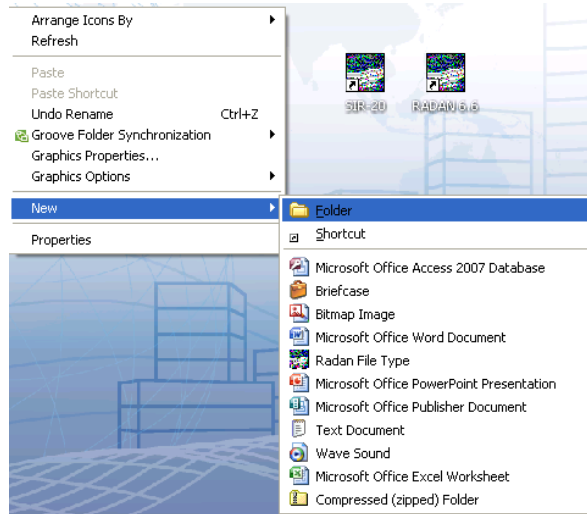 Arrange Icons By
Refresh
Paste
Paste Shortcut
Undo Rename Ctrl+Z
Groove Folder Synchronization
Graphics Properties...
Graphics Options
New
Properties
SIR-20 RADAN 6.6
Folder
Shortcut
Microsoft Office Access 2007 Database
Briefcase
Bitmap Image
Microsoft Office Word Document
Radan File Type
Microsoft Office PowerPoint Presentation
Microsoft Office Publisher Document
Text Document
Wave Sound
Microsoft Office Excel Worksheet
Compressed (zipped) Folder